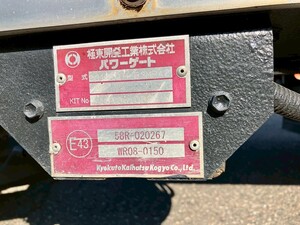 極東開発工業株式会社
パワーゲート
型式
KIT No
E43
58R-020267
WR08-0150
Kyokuto Kaihatsu Kogyo Co., Ltd.